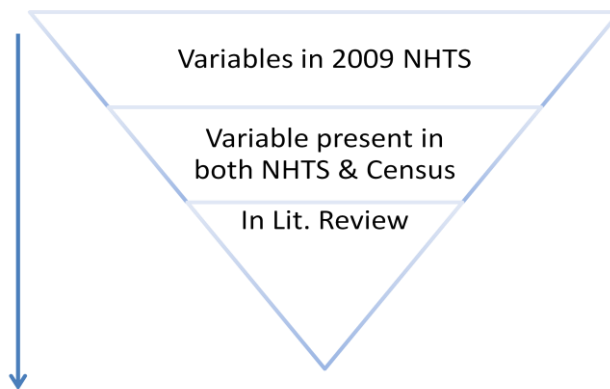 Variables in 2009 NHTS
Variable present in
both NHTS & Census
In Lit. Review